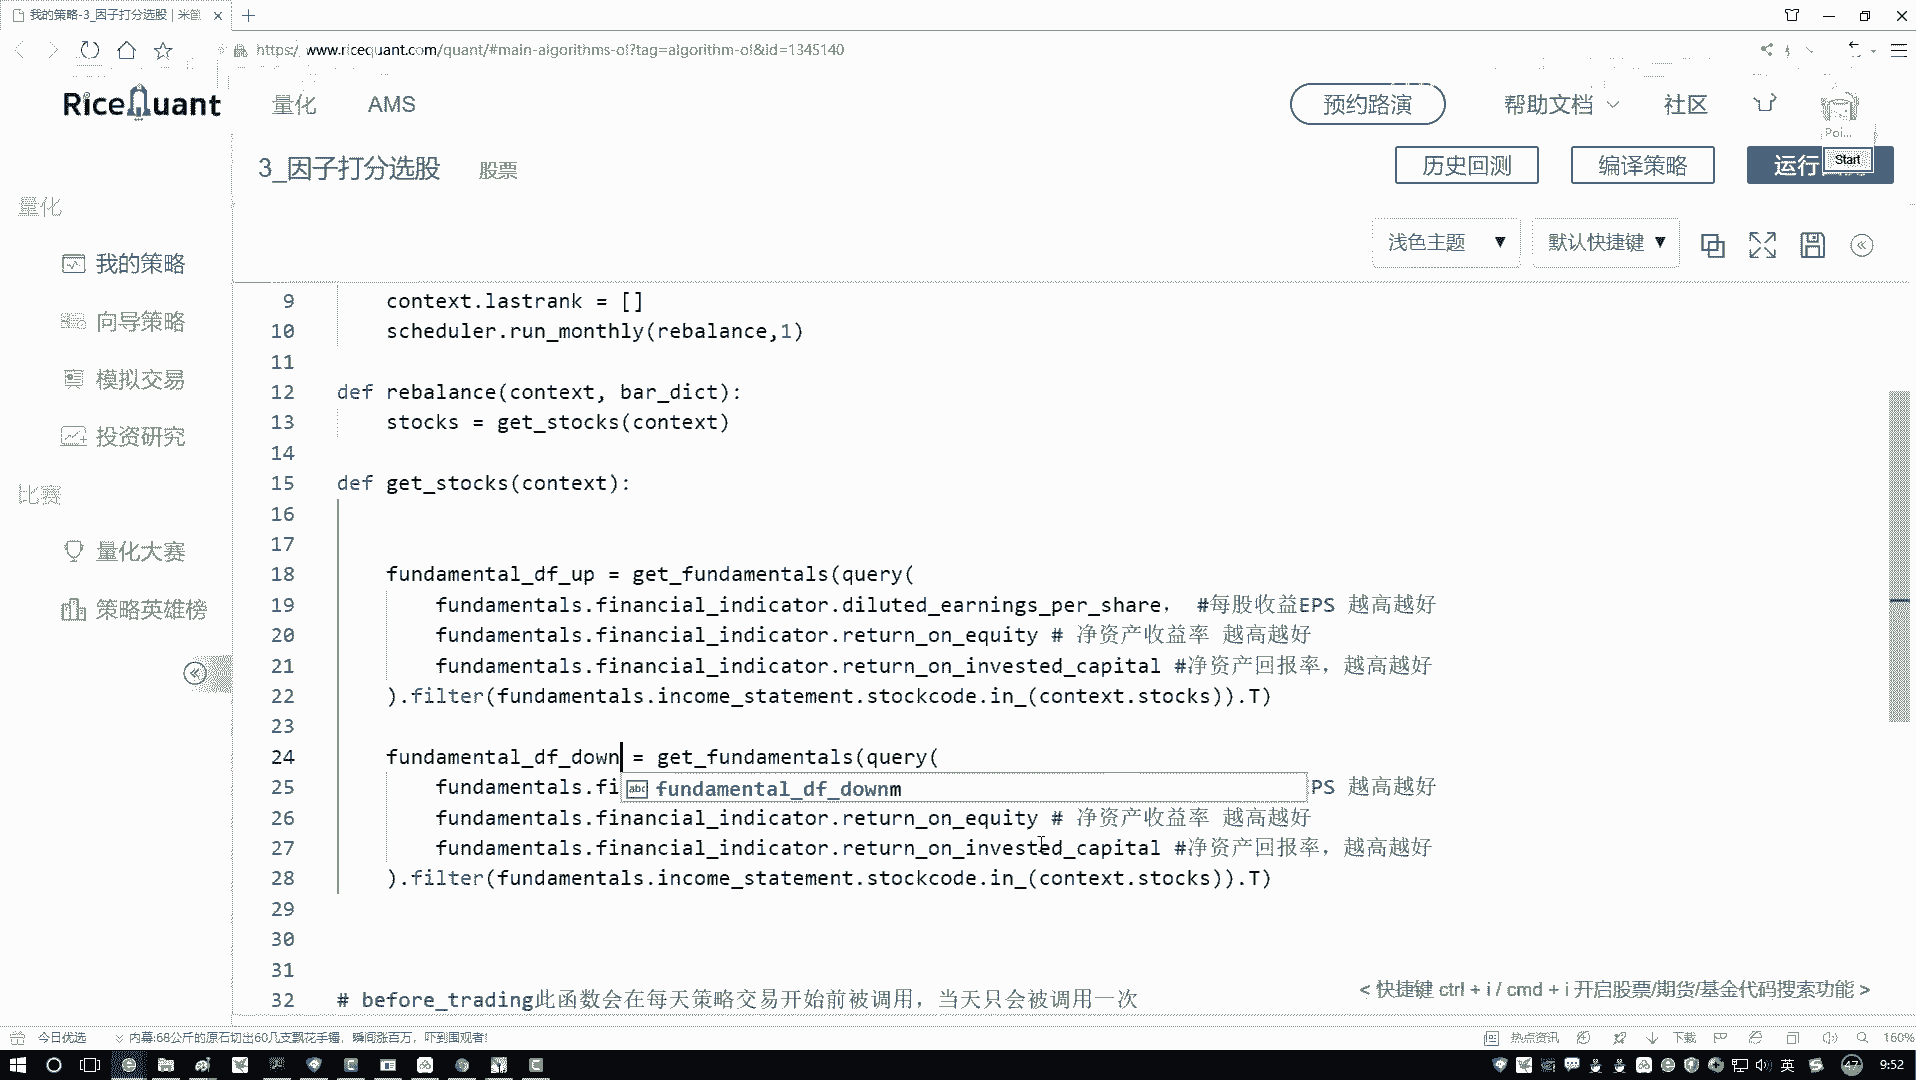 我的策略-3_因子打分选股 | 米筐
https://www.ricequant.com/quant/#main-algorithms-of?tag=algorithm-of&id=1345140
RiceQuant 量化 AMS 预约路演 帮助文档 社区
Poi...
3_因子打分选股 股票 历史回测 编译策略 运行
Start
量化
浅色主题 ▼ 默认快捷键 ▼
我的策略
向导策略
模拟交易
投资研究
比赛
量化大赛
策略英雄榜
9 context.lastrank = []
10 scheduler.run_monthly(rebalance,1)
11
12 def rebalance(context, bar_dict):
13 stocks = get_stocks(context)
14
15 def get_stocks(context):
16
17
18 fundamental_df_up = get_fundamentals(query(
19 fundamentals.financial_indicator.diluted_earnings_per_share， #每股收益EPS 越高越好
20 fundamentals.financial_indicator.return_on_equity # 净资产收益率 越高越好
21 fundamentals.financial_indicator.return_on_invested_capital #净资产回报率，越高越好
22 ).filter(fundamentals.income_statement.stockcode.in_(context.stocks)).T)
23
24 fundamental_df_down = get_fundamentals(query(
25 fundamentals.fi PS 越高越好
abc fundamental_df_downm
26 fundamentals.financial_indicator.return_on_equity # 净资产收益率 越高越好
27 fundamentals.financial_indicator.return_on_invested_capital #净资产回报率，越高越好
28 ).filter(fundamentals.income_statement.stockcode.in_(context.stocks)).T)
29
30
31
32 # before_trading此函数会在每天策略交易开始前被调用，当天只会被调用一次
< 快捷键 ctrl + i / cmd + i 开启股票/期货/基金代码搜索功能 >
今日优选 内幕:68公斤的原石切出60几支飘花手镯，瞬间涨百万，吓到围观者! 热点资讯 下载 160%
英 47 9:52